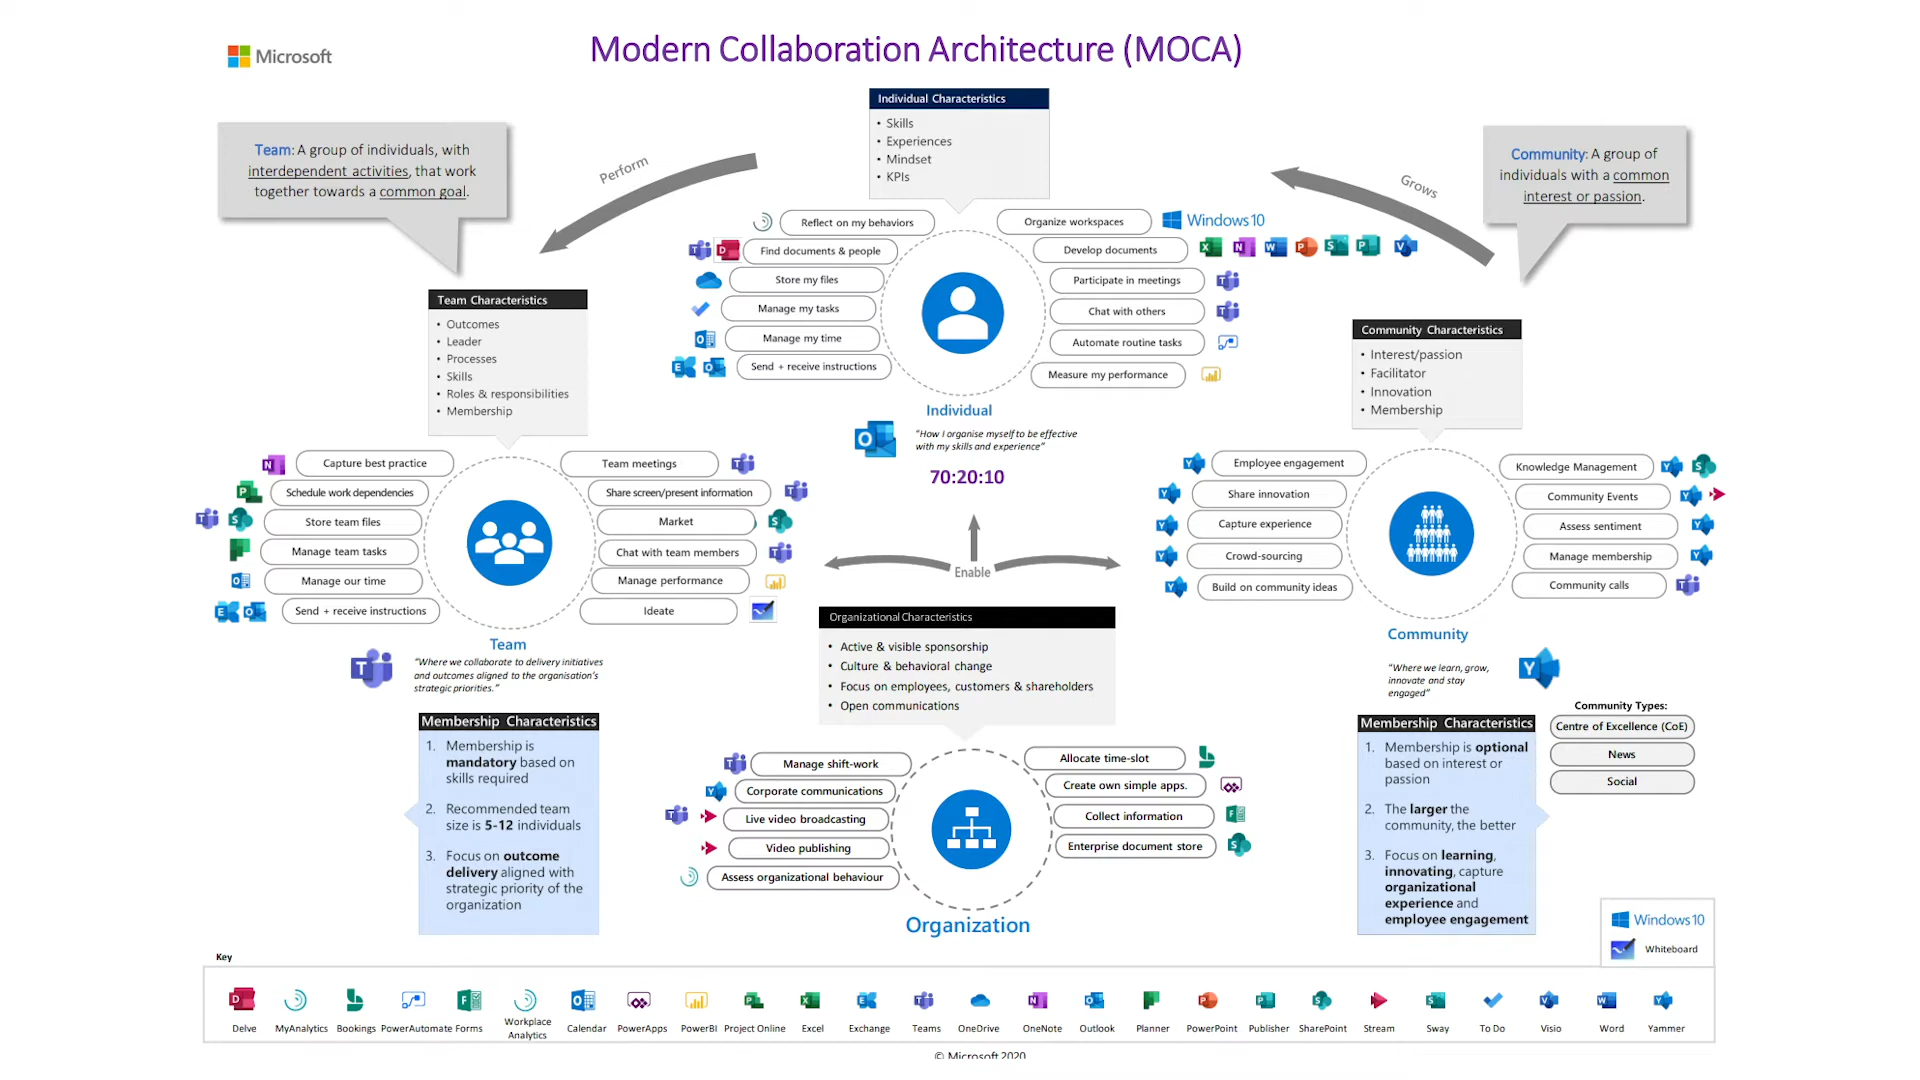 Microsoft
Modern Collaboration Architecture (MOCA)
Individual Characteristics
• Skills
• Experiences
• Mindset
• KPIs
Team: A group of individuals, with
interdependent activities, that work
together towards a common goal.
Perform
Grows
Community: A group of
individuals with a common
interest or passion.
Reflect on my behaviors
Find documents & people
Store my files
Manage my tasks
Manage my time
Send + receive instructions
Organize workspaces
Windows 10
Develop documents
Participate in meetings
Chat with others
Automate routine tasks
Measure my performance
Individual
“How I organise myself to be effective
with my skills and experience”
70:20:10
Team Characteristics
• Outcomes
• Leader
• Processes
• Skills
• Roles & responsibilities
• Membership
Capture best practice
Schedule work dependencies
Store team files
Manage team tasks
Manage our time
Send + receive instructions
Team meetings
Share screen/present information
Market
Chat with team members
Manage performance
Ideate
Team
“Where we collaborate to delivery initiatives
and outcomes aligned to the organisation’s
strategic priorities.”
Membership Characteristics
1. Membership is
mandatory based on
skills required
2. Recommended team
size is 5-12 individuals
3. Focus on outcome
delivery aligned with
strategic priority of the
organization
Enable
Organizational Characteristics
• Active & visible sponsorship
• Culture & behavioral change
• Focus on employees, customers & shareholders
• Open communications
Manage shift-work
Corporate communications
Live video broadcasting
Video publishing
Assess organizational behaviour
Allocate time-slot
Create own simple apps.
Collect information
Enterprise document store
Organization
Community Characteristics
• Interest/passion
• Facilitator
• Innovation
• Membership
Employee engagement
Share innovation
Capture experience
Crowd-sourcing
Build on community ideas
Knowledge Management
Community Events
Assess sentiment
Manage membership
Community calls
Community
“Where we learn, grow,
innovate and stay
engaged”
Community Types:
Centre of Excellence (CoE)
News
Social
Membership Characteristics
1. Membership is optional
based on interest or
passion
2. The larger the
community, the better
3. Focus on learning,
innovating, capture
organizational
experience and
employee engagement
Windows 10
Whiteboard
Key
Delve MyAnalytics Bookings PowerAutomate Forms Workplace Analytics Calendar PowerApps PowerBI Project Online Excel Exchange Teams OneDrive OneNote Outlook Planner PowerPoint Publisher SharePoint Stream Sway To Do Visio Word Yammer
© Microsoft 2020